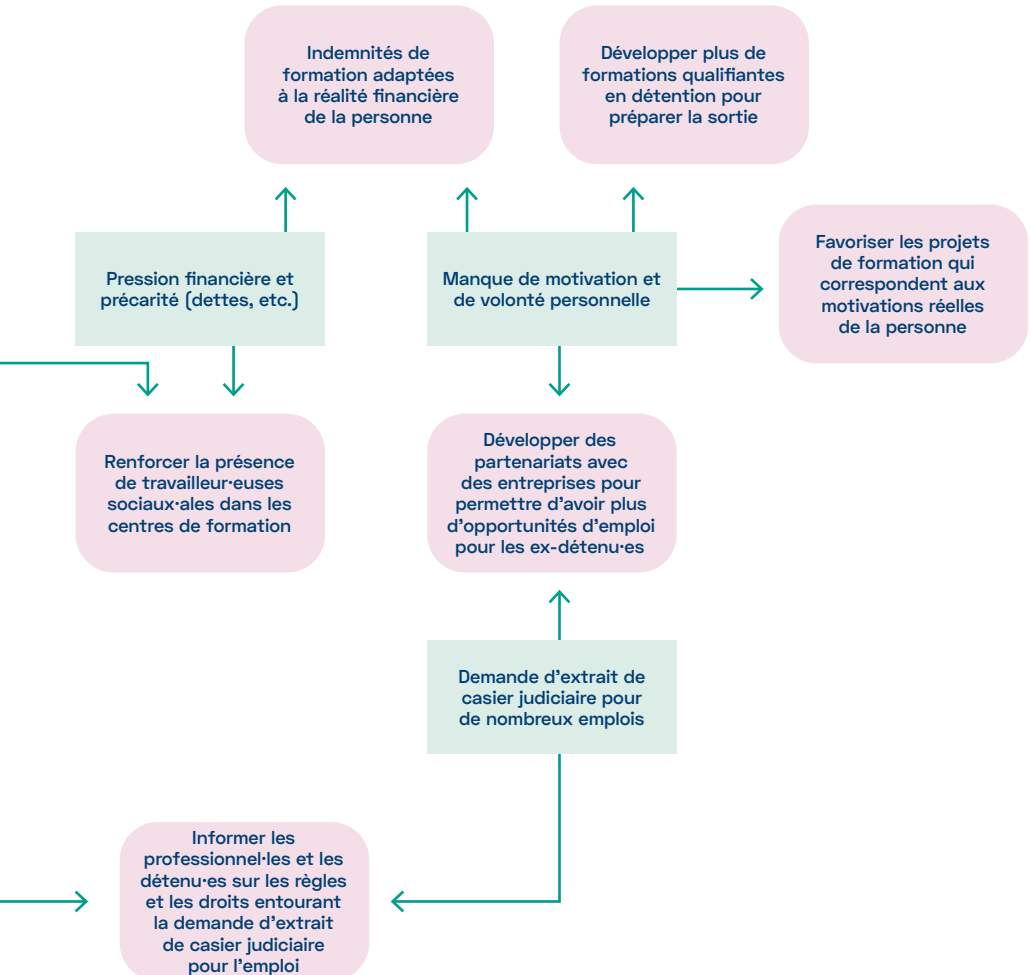 Indemnités de
formation adaptées
à la réalité financière
de la personne
Développer plus de
formations qualifiantes
en détention pour
préparer la sortie
Pression financière et
précarité (dettes, etc.)
Manque de motivation et
de volonté personnelle
Favoriser les projets
de formation qui
correspondent aux
motivations réelles
de la personne
Renforcer la présence
de travailleur·euses
sociaux·ales dans les
centres de formation
Développer des
partenariats avec
des entreprises pour
permettre d’avoir plus
d’opportunités d’emploi
pour les ex-détenu·es
Demande d’extrait de
casier judiciaire pour
de nombreux emplois
Informer les
professionnel·les et les
détenu·es sur les règles
et les droits entourant
la demande d’extrait
de casier judiciaire
pour l’emploi